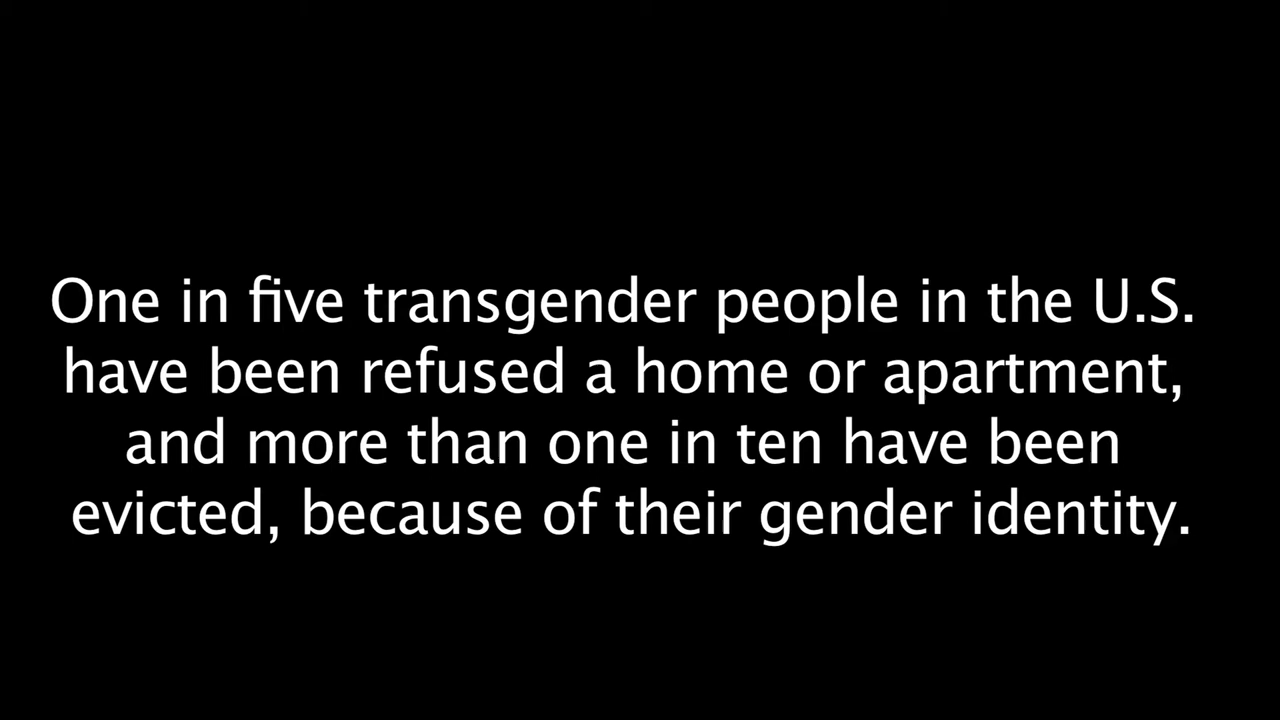 One in five transgender people in the U.S.
have been refused a home or apartment,
and more than one in ten have been
evicted, because of their gender identity.